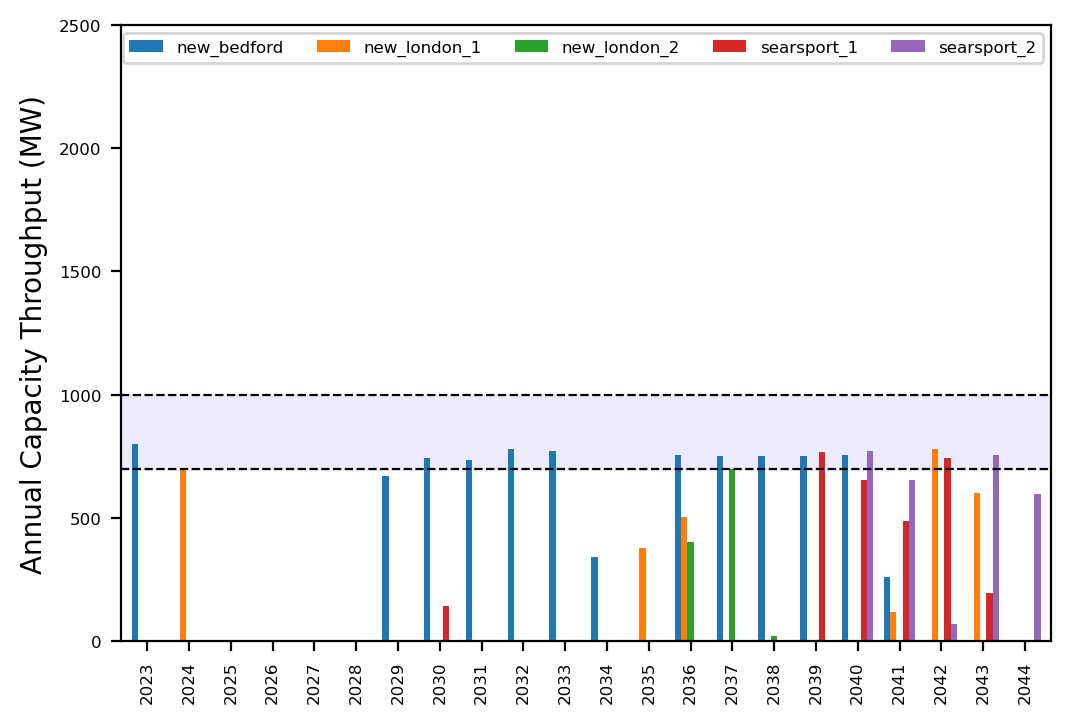 2500
new_bedford new_london_1 new_london_2 searsport_1 searsport_2
2000
1500
1000
500
0
Annual Capacity Throughput (MW)
2023 2024 2025 2026 2027 2028 2029 2030 2031 2032 2033 2034 2035 2036 2037 2038 2039 2040 2041 2042 2043 2044